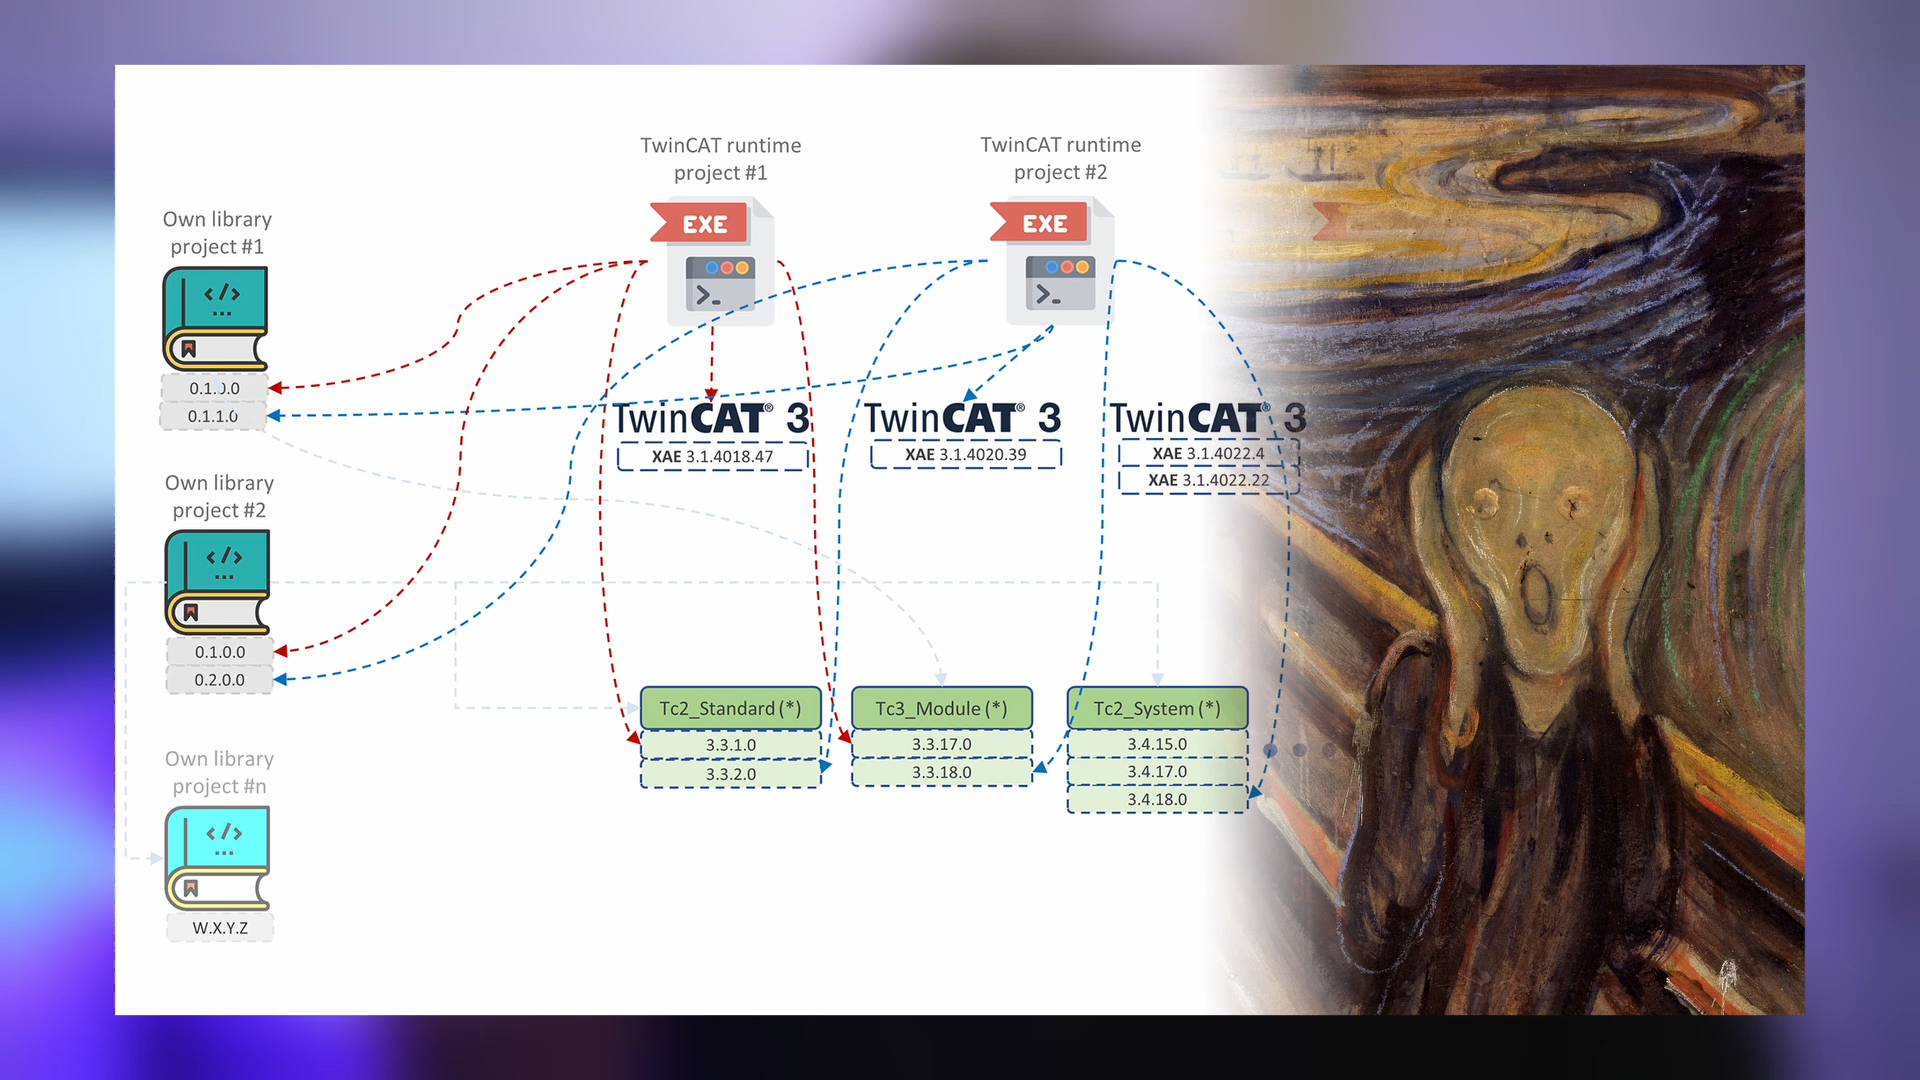 TwinCAT runtime
project #1
TwinCAT runtime
project #2
EXE
EXE
Own library
project #1
</>
...
0.1.0.0
0.1.1.0
TwinCAT® 3
XAE 3.1.4018.47
TwinCAT® 3
XAE 3.1.4020.39
TwinCAT® 3
XAE 3.1.4022.4
XAE 3.1.4022.22
Own library
project #2
</>
...
0.1.0.0
0.2.0.0
Tc2_Standard (*)
3.3.1.0
3.3.2.0
Tc3_Module (*)
3.3.17.0
3.3.18.0
Tc2_System (*)
3.4.15.0
3.4.17.0
3.4.18.0
Own library
project #n
</>
...
W.X.Y.Z